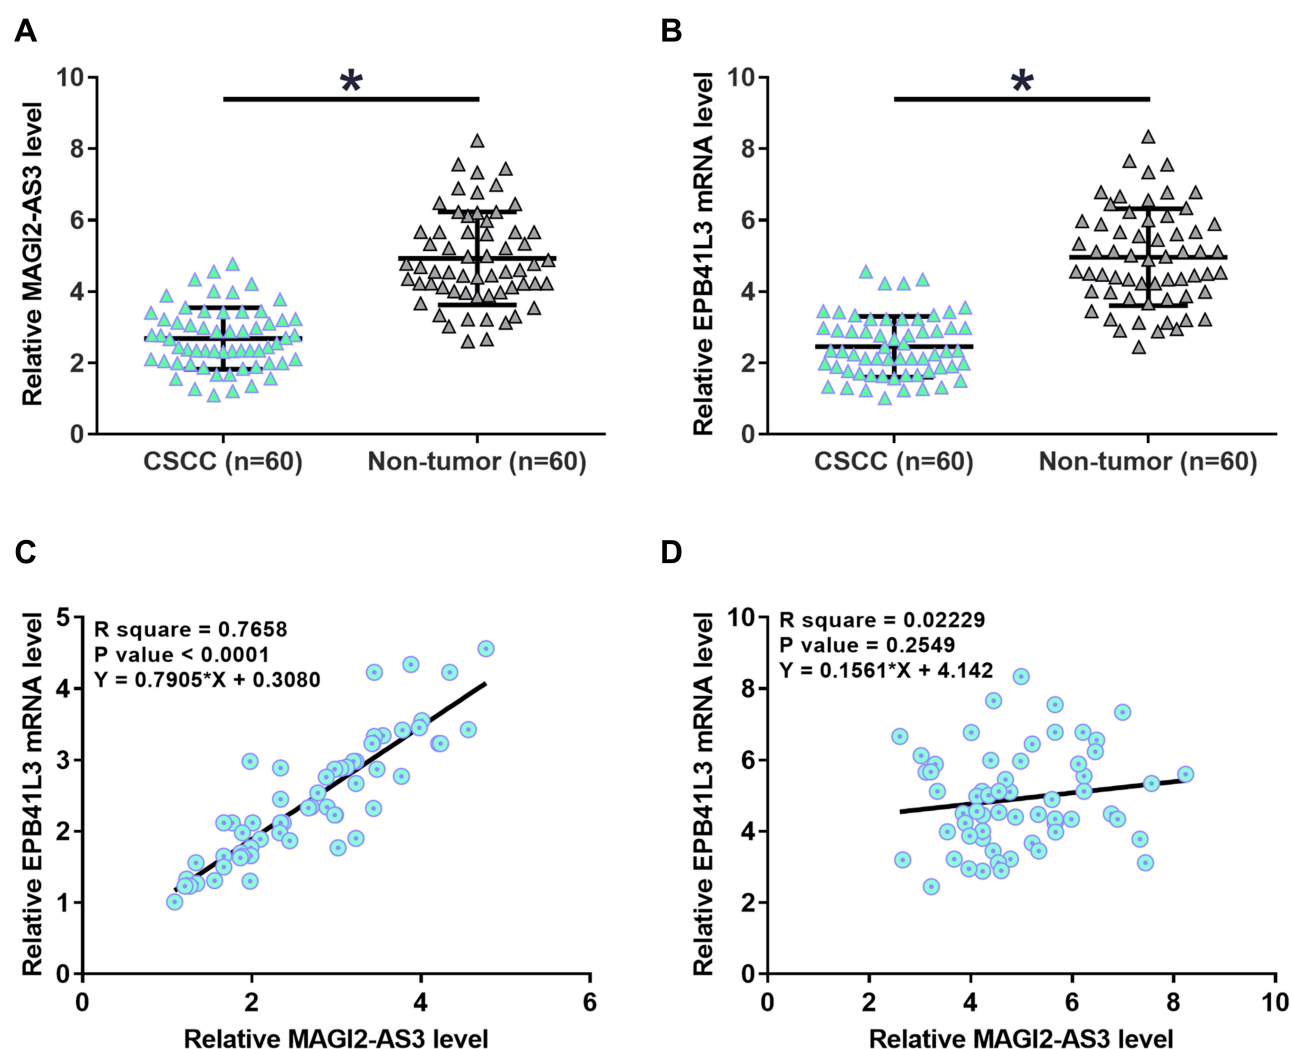 A
Relative MAGI2-AS3 level
10
8
6
4
2
0
*
CSCC (n=60)
Non-tumor (n=60)
B
Relative EPB41L3 mRNA level
10
8
6
4
2
0
*
CSCC (n=60)
Non-tumor (n=60)
C
Relative EPB41L3 mRNA level
5
4
3
2
1
0
R square = 0.7658
P value < 0.0001
Y = 0.7905*X + 0.3080
0
2
4
6
Relative MAGI2-AS3 level
D
Relative EPB41L3 mRNA level
10
8
6
4
2
0
R square = 0.02229
P value = 0.2549
Y = 0.1561*X + 4.142
0
2
4
6
8
10
Relative MAGI2-AS3 level